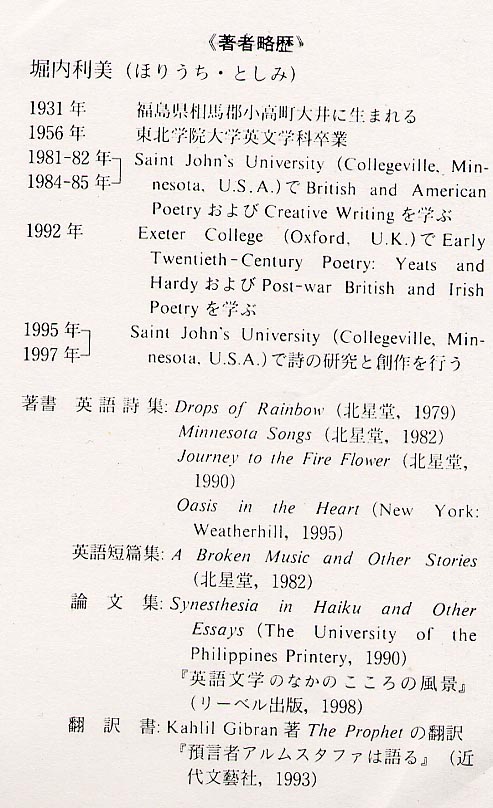 《著者略歴》
堀内利美 (ほりうち・としみ)
1931年 福島県相馬郡小高町大井に生まれる
1956年 東北学院大学英文学科卒業
1981-82年 Saint John's University (Collegeville, Min-
1984-85年 nesota, U.S.A.)で British and American
Poetry および Creative Writing を学ぶ
1992年 Exeter College (Oxford, U.K.)で Early
Twentieth-Century Poetry: Yeats and
Hardy および Post-war British and Irish
Poetry を学ぶ
1995年 Saint John's University (Collegeville, Min-
1997年 nesota, U.S.A.)で詩の研究と創作を行う
著書 英語詩集: Drops of Rainbow (北星堂, 1979)
Minnesota Songs (北星堂, 1982)
Journey to the Fire Flower (北星堂,
1990)
Oasis in the Heart (New York:
Weatherhill, 1995)
英語短篇集: A Broken Music and Other Stories
(北星堂, 1982)
論文集: Synesthesia in Haiku and Other
Essays (The University of the
Philippines Printery, 1990)
『英語文学のなかのこころの風景』
(リーベル出版, 1998)
翻訳書: Kahlil Gibran 著 The Prophet の翻訳
『預言者アルムスタファは語る』 (近
代文藝社, 1993)